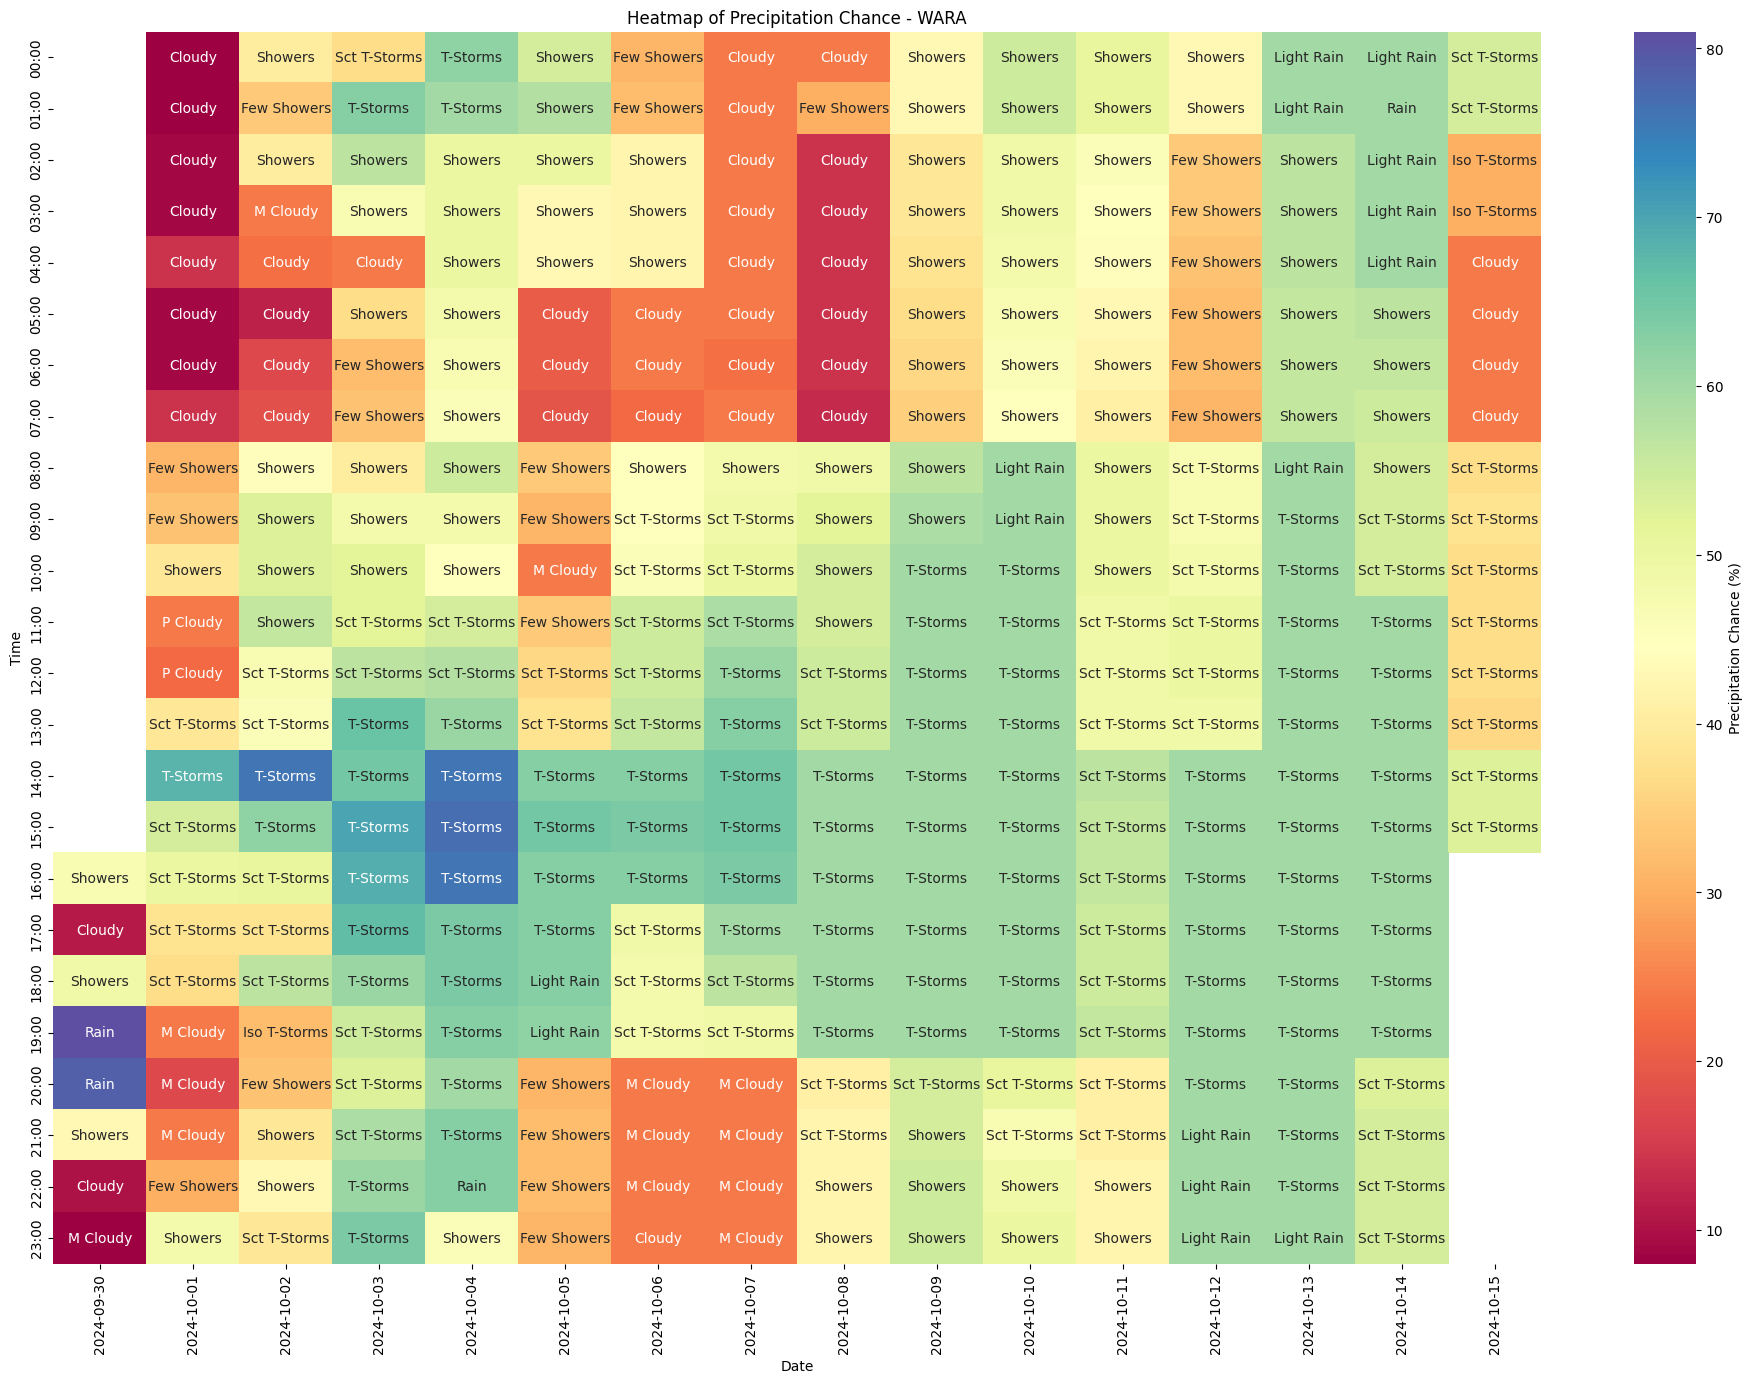 Heatmap of Precipitation Chance - WARA
00:00 Cloudy Showers Sct T-Storms T-Storms Showers Few Showers Cloudy Cloudy Showers Showers Showers Showers Light Rain Light Rain Sct T-Storms
01:00 Cloudy Few Showers T-Storms T-Storms Showers Few Showers Cloudy Few Showers Showers Showers Showers Showers Light Rain Rain Sct T-Storms
02:00 Cloudy Showers Showers Showers Showers Showers Cloudy Cloudy Showers Showers Showers Few Showers Showers Light Rain Iso T-Storms
03:00 Cloudy M Cloudy Showers Showers Showers Showers Cloudy Cloudy Showers Showers Showers Few Showers Showers Light Rain Iso T-Storms
04:00 Cloudy Cloudy Cloudy Showers Showers Showers Cloudy Cloudy Showers Showers Showers Few Showers Showers Light Rain Cloudy
05:00 Cloudy Cloudy Showers Showers Cloudy Cloudy Cloudy Cloudy Showers Showers Showers Few Showers Showers Showers Cloudy
06:00 Cloudy Cloudy Few Showers Showers Cloudy Cloudy Cloudy Cloudy Showers Showers Showers Few Showers Showers Showers Cloudy
07:00 Cloudy Cloudy Few Showers Showers Cloudy Cloudy Cloudy Cloudy Showers Showers Showers Few Showers Showers Showers Cloudy
08:00 Few Showers Showers Showers Showers Few Showers Showers Showers Showers Showers Light Rain Showers Sct T-Storms Light Rain Showers Sct T-Storms
09:00 Few Showers Showers Showers Showers Few Showers Sct T-Storms Sct T-Storms Showers Showers Light Rain Showers Sct T-Storms T-Storms Sct T-Storms Sct T-Storms
10:00 Showers Showers Showers Showers M Cloudy Sct T-Storms Sct T-Storms Showers T-Storms T-Storms Showers Sct T-Storms T-Storms Sct T-Storms Sct T-Storms
11:00 P Cloudy Showers Sct T-Storms Sct T-Storms Few Showers Sct T-Storms Sct T-Storms Showers T-Storms T-Storms Sct T-Storms Sct T-Storms T-Storms T-Storms Sct T-Storms
12:00 P Cloudy Sct T-Storms Sct T-Storms Sct T-Storms Sct T-Storms Sct T-Storms T-Storms Sct T-Storms T-Storms T-Storms Sct T-Storms Sct T-Storms T-Storms T-Storms Sct T-Storms
13:00 Sct T-Storms Sct T-Storms T-Storms T-Storms Sct T-Storms Sct T-Storms T-Storms Sct T-Storms T-Storms T-Storms Sct T-Storms Sct T-Storms T-Storms T-Storms Sct T-Storms
14:00 T-Storms T-Storms T-Storms T-Storms T-Storms T-Storms T-Storms T-Storms T-Storms T-Storms Sct T-Storms T-Storms T-Storms T-Storms Sct T-Storms
15:00 Sct T-Storms T-Storms T-Storms T-Storms T-Storms T-Storms T-Storms T-Storms T-Storms T-Storms Sct T-Storms T-Storms T-Storms T-Storms Sct T-Storms
16:00 Showers Sct T-Storms Sct T-Storms T-Storms T-Storms T-Storms T-Storms T-Storms T-Storms T-Storms T-Storms Sct T-Storms T-Storms T-Storms T-Storms
17:00 Cloudy Sct T-Storms Sct T-Storms T-Storms T-Storms T-Storms Sct T-Storms T-Storms T-Storms T-Storms T-Storms Sct T-Storms T-Storms T-Storms T-Storms
18:00 Showers Sct T-Storms Sct T-Storms T-Storms T-Storms Light Rain Sct T-Storms Sct T-Storms T-Storms T-Storms T-Storms Sct T-Storms T-Storms T-Storms T-Storms
19:00 Rain M Cloudy Iso T-Storms Sct T-Storms T-Storms Light Rain Sct T-Storms Sct T-Storms T-Storms T-Storms T-Storms Sct T-Storms T-Storms T-Storms T-Storms
20:00 Rain M Cloudy Few Showers Sct T-Storms T-Storms Few Showers M Cloudy M Cloudy Sct T-Storms Sct T-Storms Sct T-Storms Sct T-Storms T-Storms T-Storms Sct T-Storms
21:00 Showers M Cloudy Showers Sct T-Storms T-Storms Few Showers M Cloudy M Cloudy Sct T-Storms Showers Sct T-Storms Sct T-Storms Light Rain T-Storms Sct T-Storms
22:00 Cloudy Few Showers Showers T-Storms Rain Few Showers M Cloudy M Cloudy Showers Showers Showers Showers Light Rain T-Storms Sct T-Storms
23:00 M Cloudy Showers Sct T-Storms T-Storms Showers Few Showers Cloudy M Cloudy Showers Showers Showers Showers Light Rain Light Rain Sct T-Storms
Time
2024-09-30 2024-10-01 2024-10-02 2024-10-03 2024-10-04 2024-10-05 2024-10-06 2024-10-07 2024-10-08 2024-10-09 2024-10-10 2024-10-11 2024-10-12 2024-10-13 2024-10-14 2024-10-15
Date
80
70
60
50
40
30
20
10
Precipitation Chance (%)